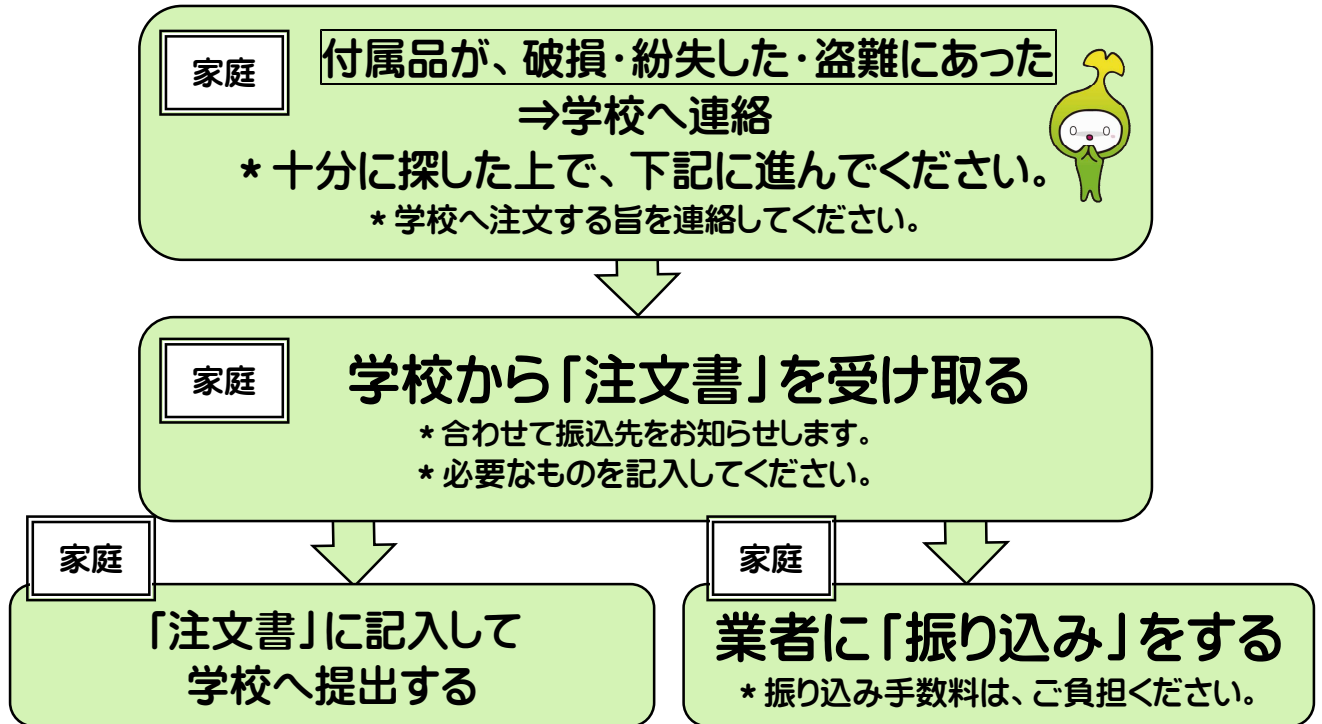 家庭
付属品が、破損・紛失した・盗難にあった
⇒学校へ連絡
*十分に探した上で、下記に進んでください。
*学校へ注文する旨を連絡してください。
家庭
学校から「注文書」を受け取る
*合わせて振込先をお知らせします。
*必要なものを記入してください。
家庭
「注文書」に記入して
学校へ提出する
家庭
業者に「振り込み」をする
*振り込み手数料は、ご負担ください。